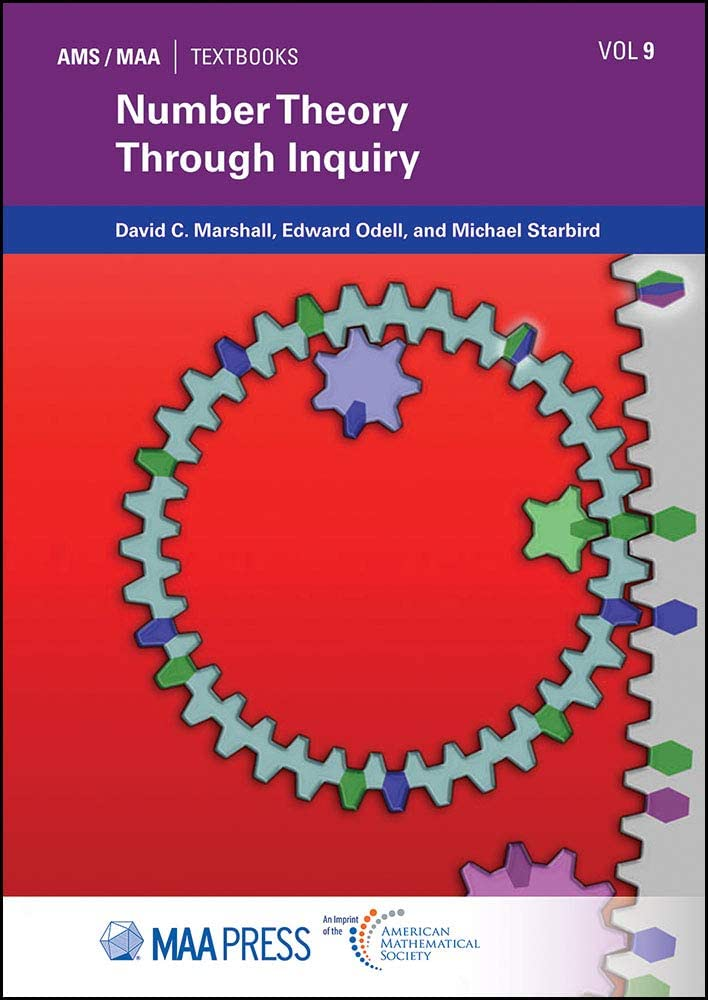 AMS / MAA | TEXTBOOKS
VOL 9
Number Theory
Through Inquiry
David C. Marshall, Edward Odell, and Michael Starbird
MAA PRESS
An Imprint
of the
AMERICAN
MATHEMATICAL
SOCIETY